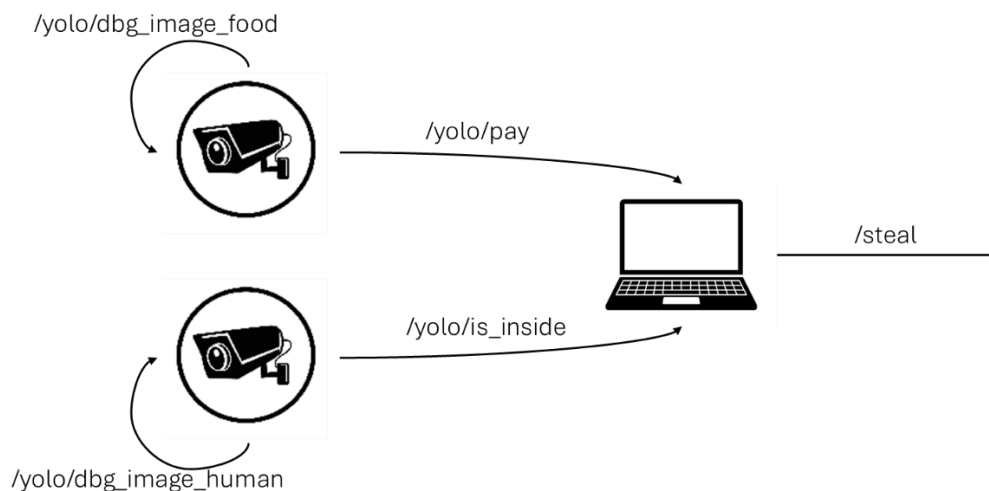 /yolo/dbg_image_food
/yolo/pay
/steal
/yolo/is_inside
/yolo/dbg_image_human